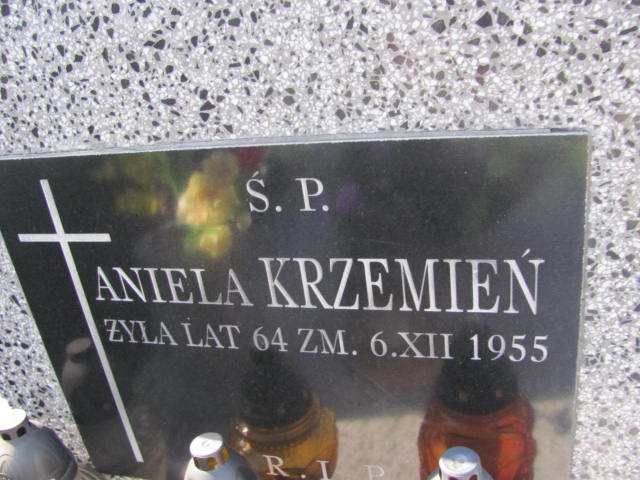 Ś. P.
ANIELA KRZEMIEŃ
ŻYŁA LAT 64 ZM. 6.XII 1955
R. I. P.